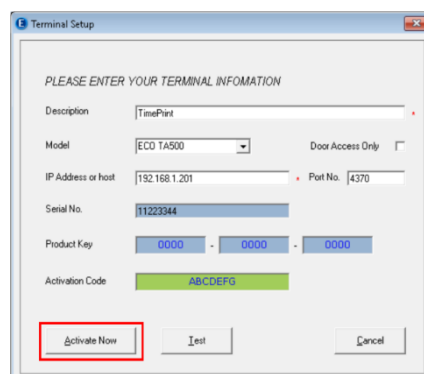 E Terminal Setup
PLEASE ENTER YOUR TERMINAL INFOMATION
Description TimePrint *
Model ECO TA500 Door Access Only
IP Address or host 192.168.1.201 * Port No. 4370
Serial No. 11223344
Product Key 0000 - 0000 - 0000
Activation Code ABCDEFG
Activate Now Test Cancel